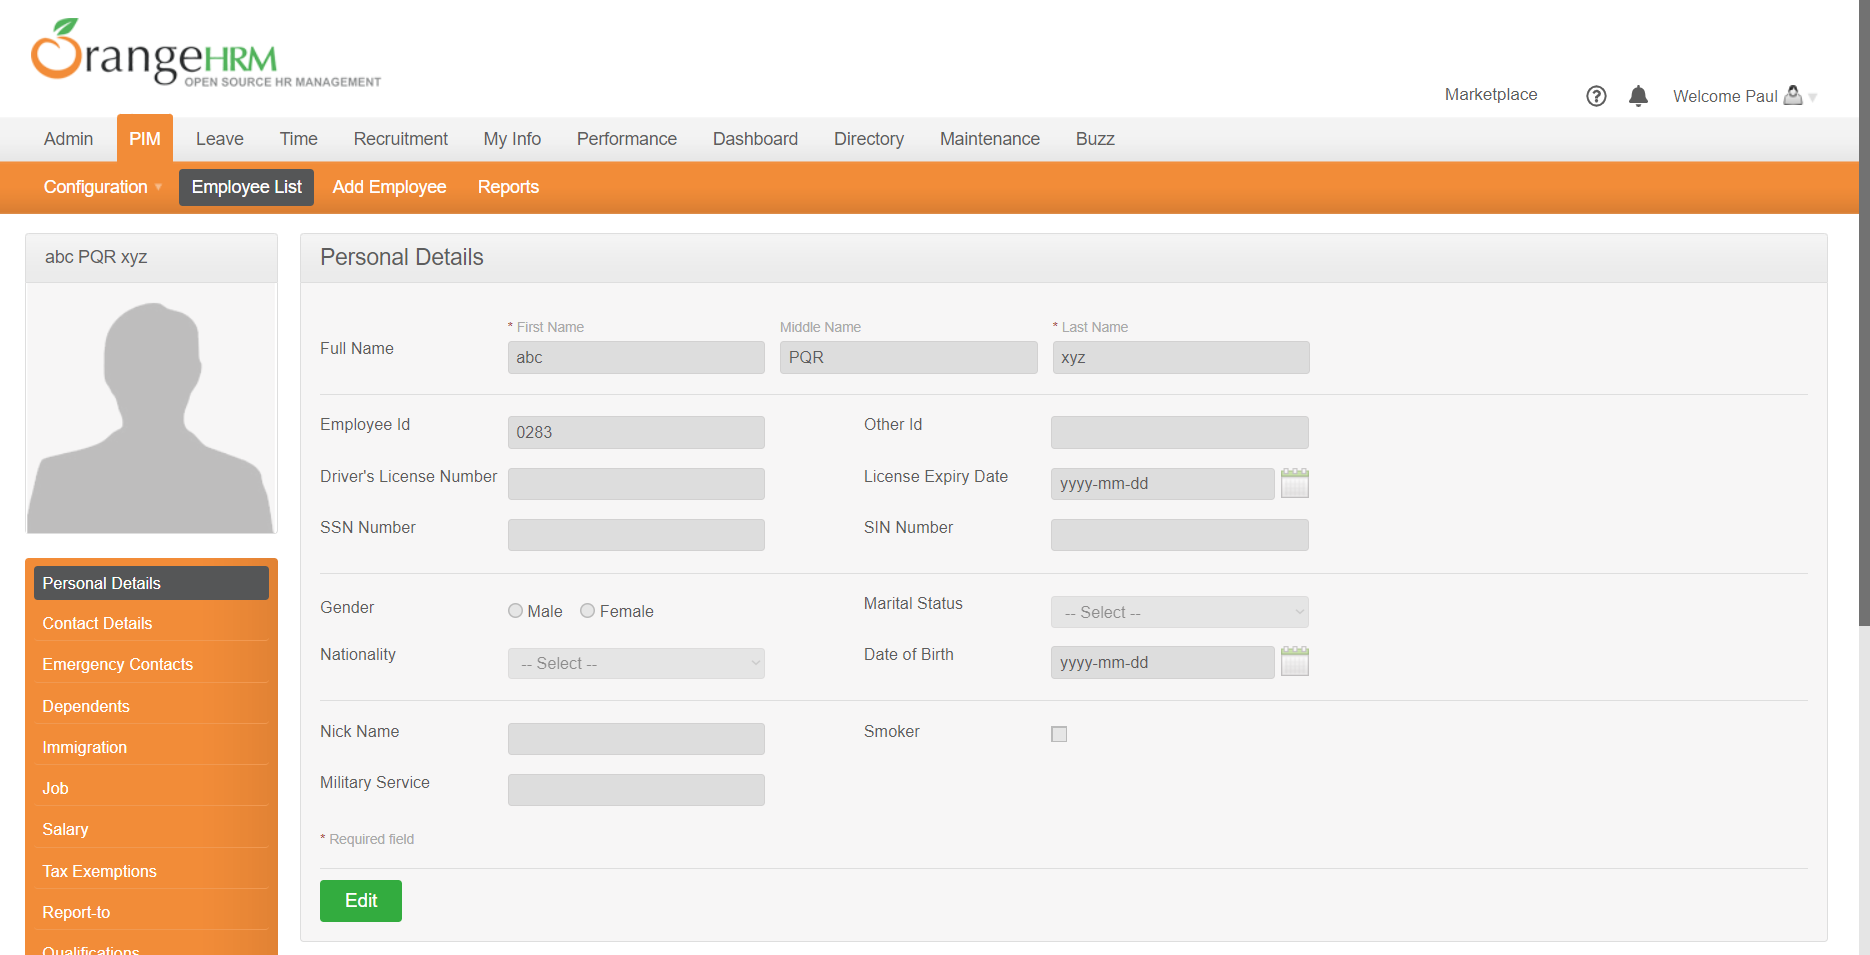 OrangeHRM
OPEN SOURCE HR MANAGEMENT
Marketplace ? Welcome Paul
Admin PIM Leave Time Recruitment My Info Performance Dashboard Directory Maintenance Buzz
Configuration Employee List Add Employee Reports
abc PQR xyz
Personal Details
Contact Details
Emergency Contacts
Dependents
Immigration
Job
Salary
Tax Exemptions
Report-to
Qualifications
Personal Details
* First Name Middle Name * Last Name
Full Name abc PQR xyz
Employee Id 0283 Other Id
Driver's License Number License Expiry Date yyyy-mm-dd
SSN Number SIN Number
Gender Male Female Marital Status -- Select --
Nationality -- Select -- Date of Birth yyyy-mm-dd
Nick Name Smoker
Military Service
* Required field
Edit